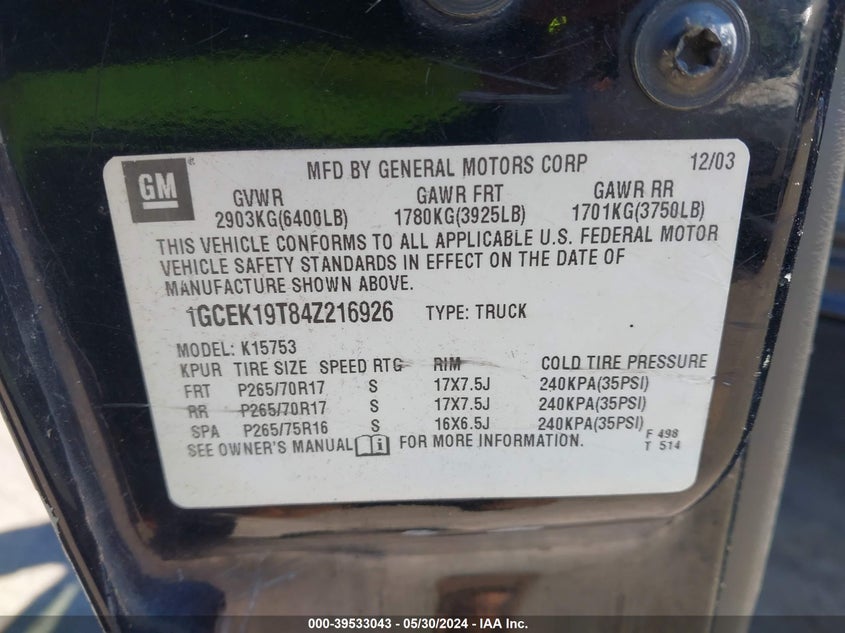 GM
MFD BY GENERAL MOTORS CORP 12/03
GVWR GAWR FRT GAWR RR
2903KG(6400LB) 1780KG(3925LB) 1701KG(3750LB)
THIS VEHICLE CONFORMS TO ALL APPLICABLE U.S. FEDERAL MOTOR
VEHICLE SAFETY STANDARDS IN EFFECT ON THE DATE OF
MANUFACTURE SHOWN ABOVE.
1GCEK19T84Z216926 TYPE: TRUCK
MODEL: K15753
KPUR TIRE SIZE SPEED RTG RIM COLD TIRE PRESSURE
FRT P265/70R17 S 17X7.5J 240KPA(35PSI)
RR P265/70R17 S 17X7.5J 240KPA(35PSI)
SPA P265/75R16 S 16X6.5J 240KPA(35PSI)
SEE OWNER'S MANUAL FOR MORE INFORMATION. F 498
T 514
000-39533043 - 05/30/2024 - IAA Inc.